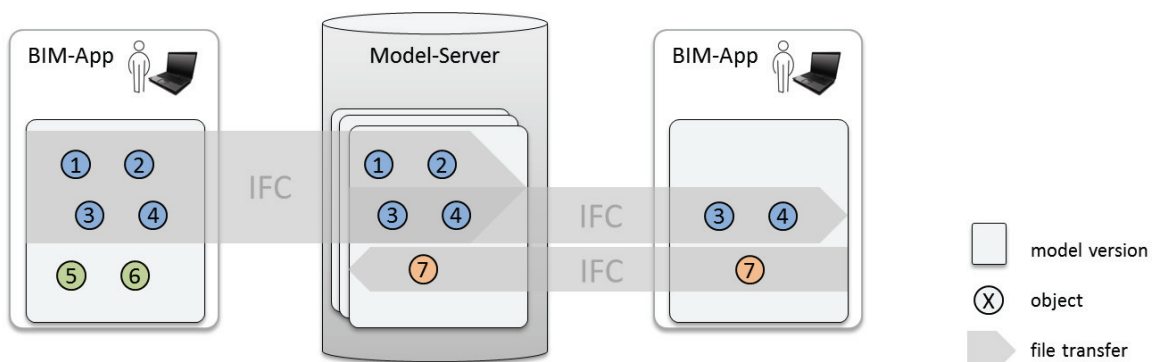 BIM-App
Model-Server
BIM-App
1 2
3 4
5 6
IFC
1 2
3 4
7
IFC
IFC
3 4
7
model version
X object
file transfer